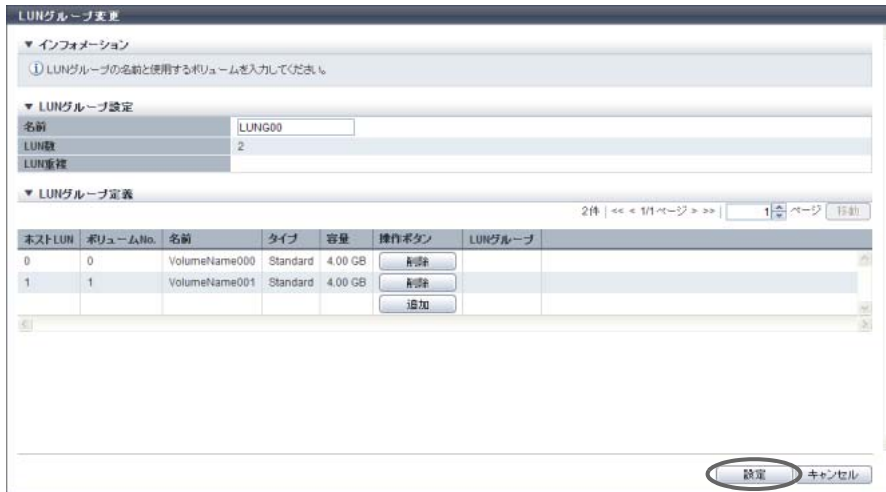 LUNグループ変更
▼ インフォメーション
LUNグループの名前と使用するボリュームを入力してください。
▼ LUNグループ設定
名前 LUNG00
LUN数 2
LUN重複
▼ LUNグループ定義
2件 | << < 1/1ページ > >> | 1 ページ 移動
ホストLUN ボリュームNo. 名前 タイプ 容量 操作ボタン LUNグループ
0 0 VolumeName000 Standard 4.00 GB 削除
1 1 VolumeName001 Standard 4.00 GB 削除
追加
設定 キャンセル